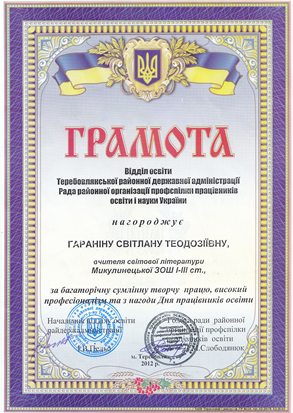 ГРАМОТА
Відділ освіти
Теребовлянської районної державної адміністрації
Рада районної організації профспілки працівників
освіти і науки України
нагороджує
ГАРАНІНУ СВІТЛАНУ ТЕОДОЗІЇВНУ,
вчителя світової літератури
Микулинецької ЗОШ І-ІІІ ст.,
за багаторічну сумлінну творчу працю, високий
професіоналізм та з нагоди Дня працівників освіти
Начальник відділу освіти
райдержадміністрації
Голова ради районної
організації профспілки
працівників освіти
Слободянюк
м. Теребовля
2012 р.